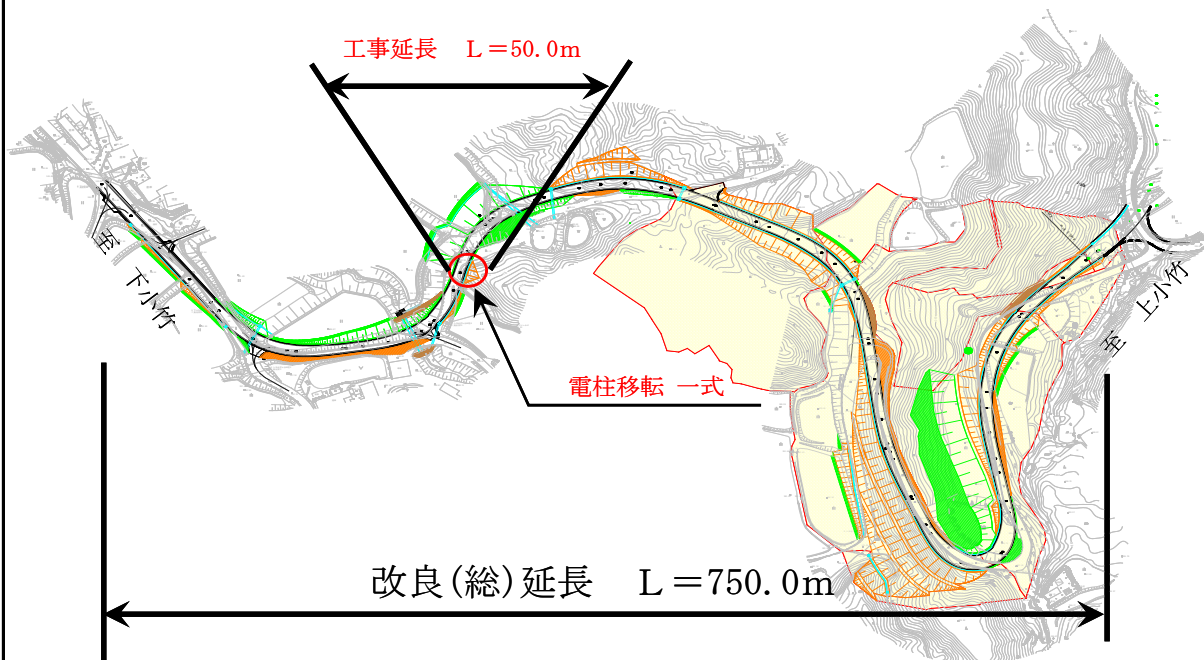 工事延長 L=50.0m
至 下小竹
至 上小竹
電柱移転 一式
改良(総)延長 L=750.0m